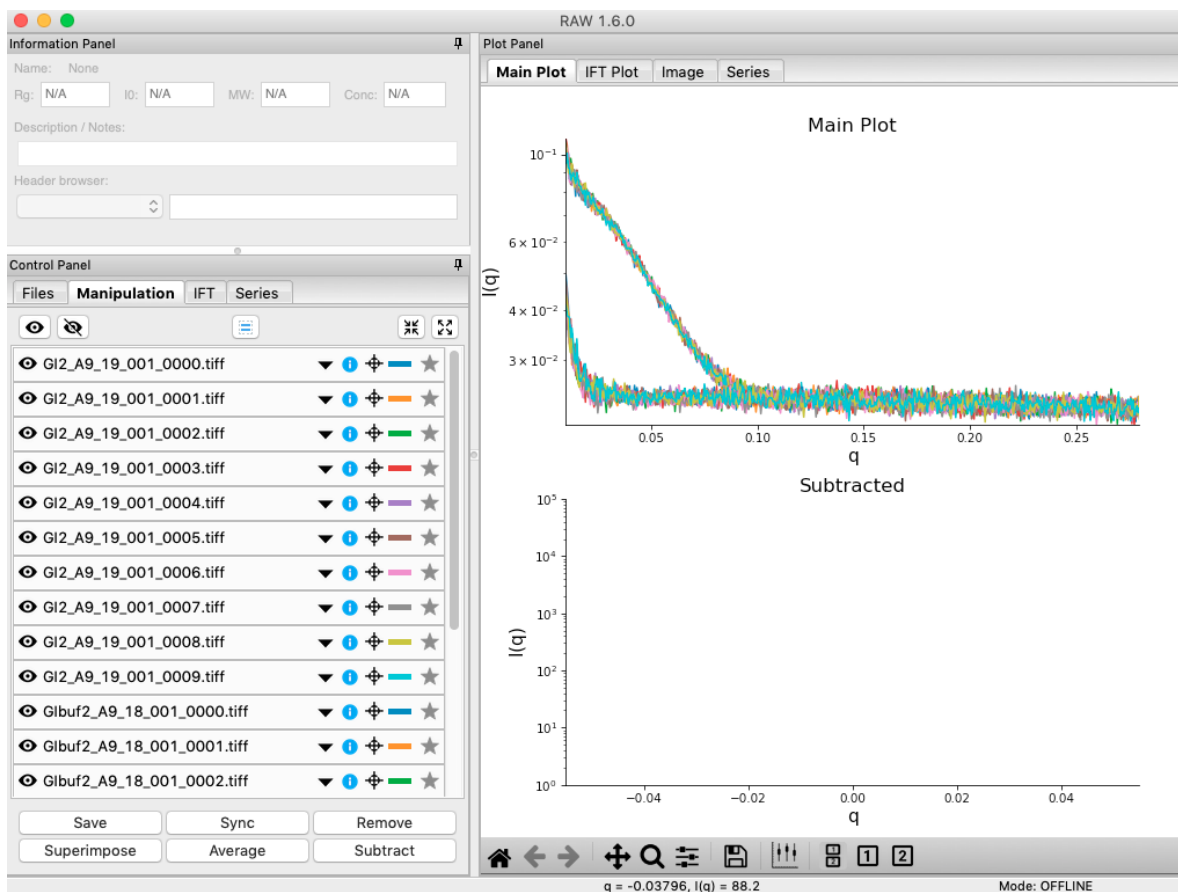 RAW 1.6.0
Information Panel
Name: None
Rg: N/A I0: N/A MW: N/A Conc: N/A
Description / Notes:
Header browser:
Control Panel
Files Manipulation IFT Series
GI2_A9_19_001_0000.tiff
GI2_A9_19_001_0001.tiff
GI2_A9_19_001_0002.tiff
GI2_A9_19_001_0003.tiff
GI2_A9_19_001_0004.tiff
GI2_A9_19_001_0005.tiff
GI2_A9_19_001_0006.tiff
GI2_A9_19_001_0007.tiff
GI2_A9_19_001_0008.tiff
GI2_A9_19_001_0009.tiff
GIbuf2_A9_18_001_0000.tiff
GIbuf2_A9_18_001_0001.tiff
GIbuf2_A9_18_001_0002.tiff
Save Sync Remove
Superimpose Average Subtract
Plot Panel
Main Plot IFT Plot Image Series
Main Plot
10⁻¹
6 × 10⁻²
4 × 10⁻²
3 × 10⁻²
I(q)
0.05 0.10 0.15 0.20 0.25
q
Subtracted
10⁵
10⁴
10³
10²
10¹
10⁰
I(q)
−0.04 −0.02 0.00 0.02 0.04
q
1 2 1 2
q = -0.03796, I(q) = 88.2 Mode: OFFLINE